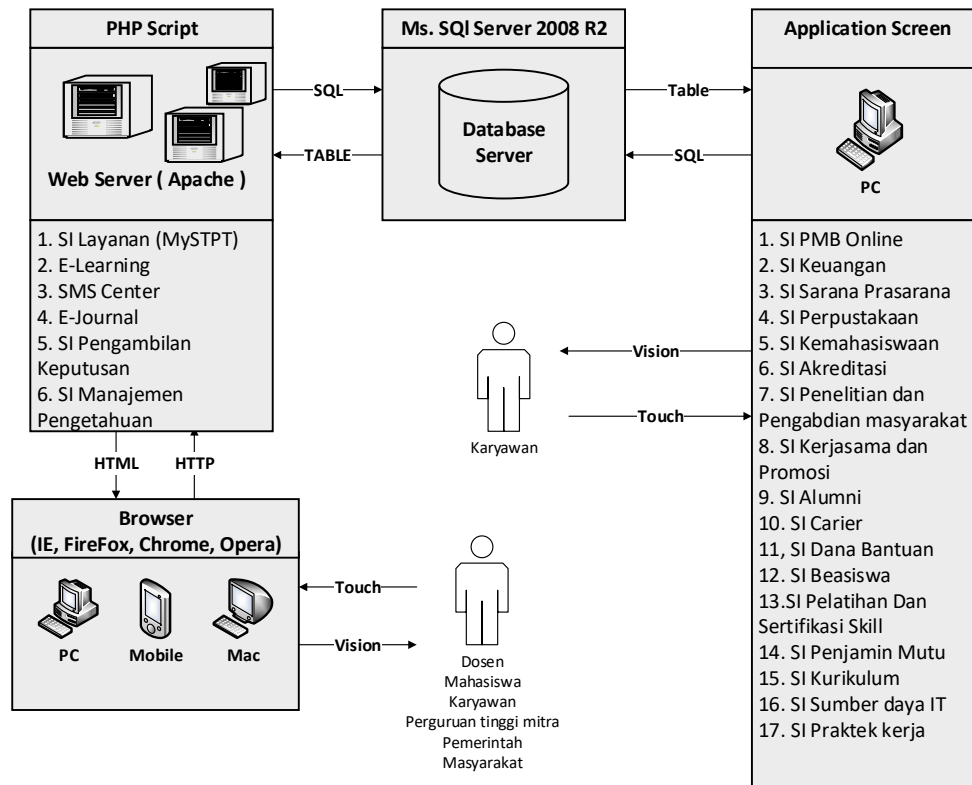 PHP Script
Web Server ( Apache )
1. SI Layanan (MySTPT)
2. E-Learning
3. SMS Center
4. E-Journal
5. SI Pengambilan
Keputusan
6. SI Manajemen
Pengetahuan
SQL
TABLE
Ms. SQl Server 2008 R2
Database
Server
Table
SQL
Application Screen
PC
1. SI PMB Online
2. SI Keuangan
3. SI Sarana Prasarana
4. SI Perpustakaan
5. SI Kemahasiswaan
6. SI Akreditasi
7. SI Penelitian dan
Pengabdian masyarakat
8. SI Kerjasama dan
Promosi
9. SI Alumni
10. SI Carier
11, SI Dana Bantuan
12. SI Beasiswa
13.SI Pelatihan Dan
Sertifikasi Skill
14. SI Penjamin Mutu
15. SI Kurikulum
16. SI Sumber daya IT
17. SI Praktek kerja
Vision
Touch
Karyawan
HTML
HTTP
Browser
(IE, FireFox, Chrome, Opera)
PC
Mobile
Mac
Touch
Vision
Dosen
Mahasiswa
Karyawan
Perguruan tinggi mitra
Pemerintah
Masyarakat